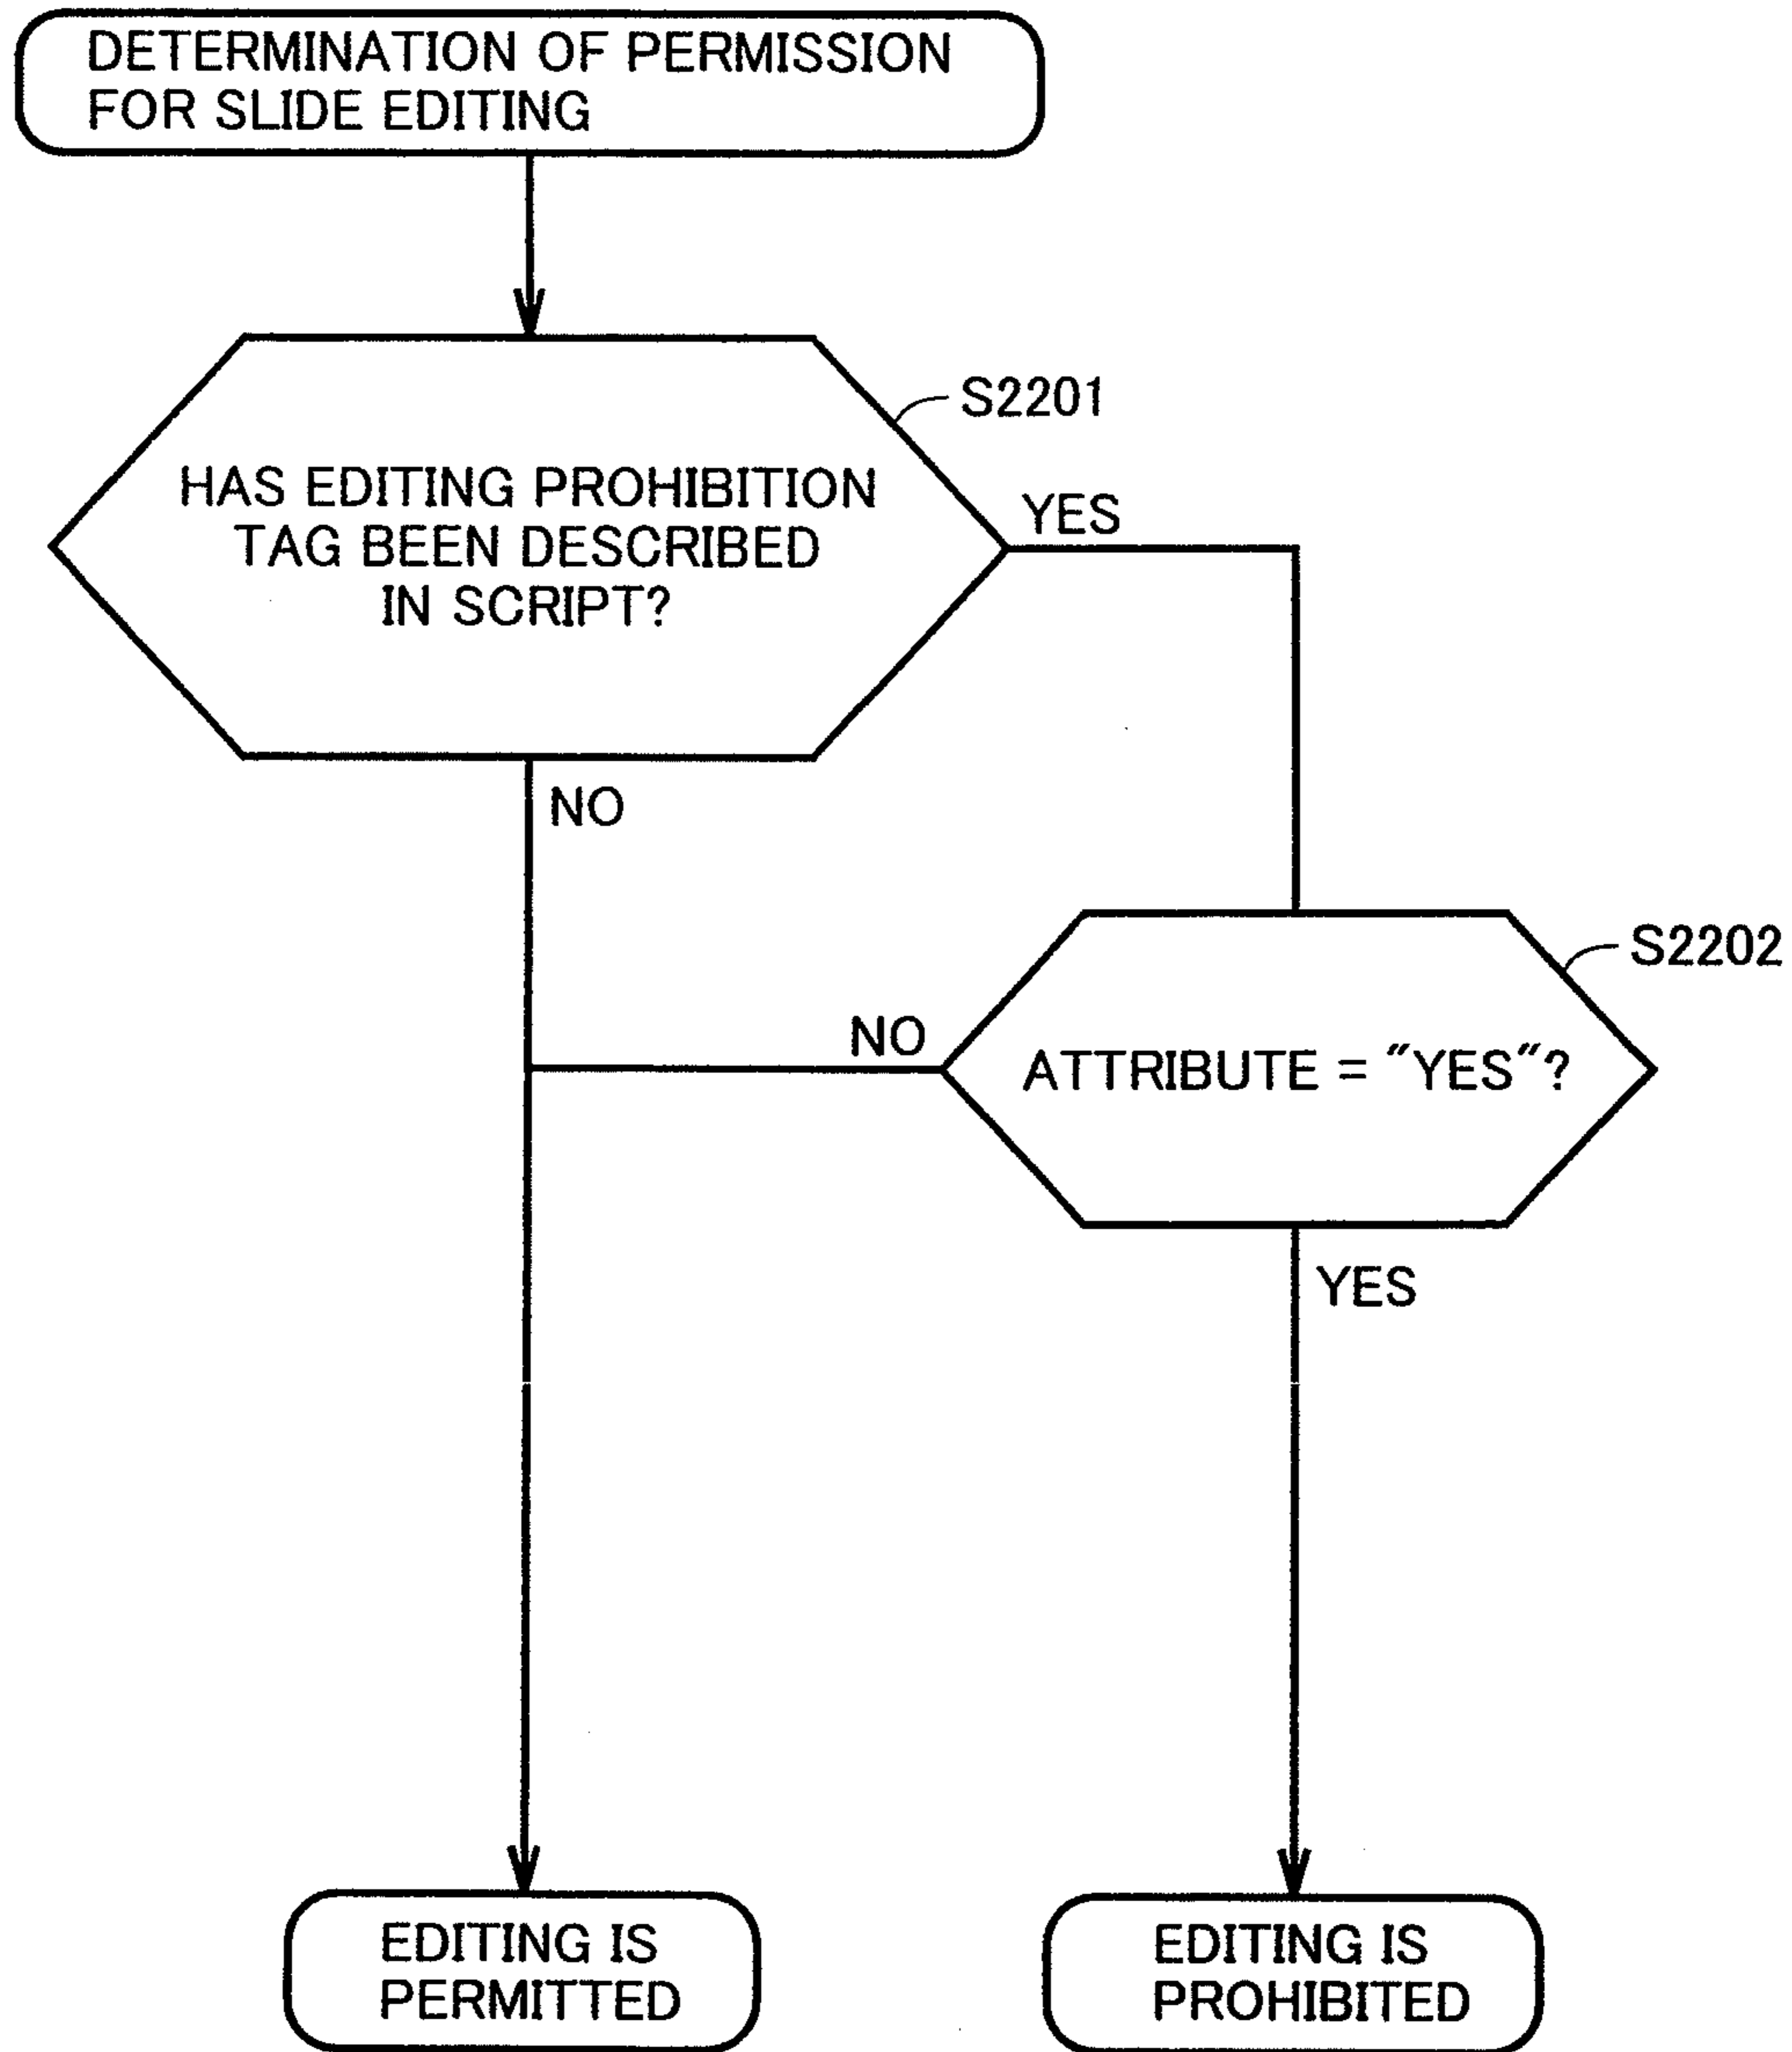 DETERMINATION OF PERMISSION
FOR SLIDE EDITING
S2201
HAS EDITING PROHIBITION
TAG BEEN DESCRIBED
IN SCRIPT?
YES
NO
S2202
NO
ATTRIBUTE = "YES"?
YES
EDITING IS
PERMITTED
EDITING IS
PROHIBITED